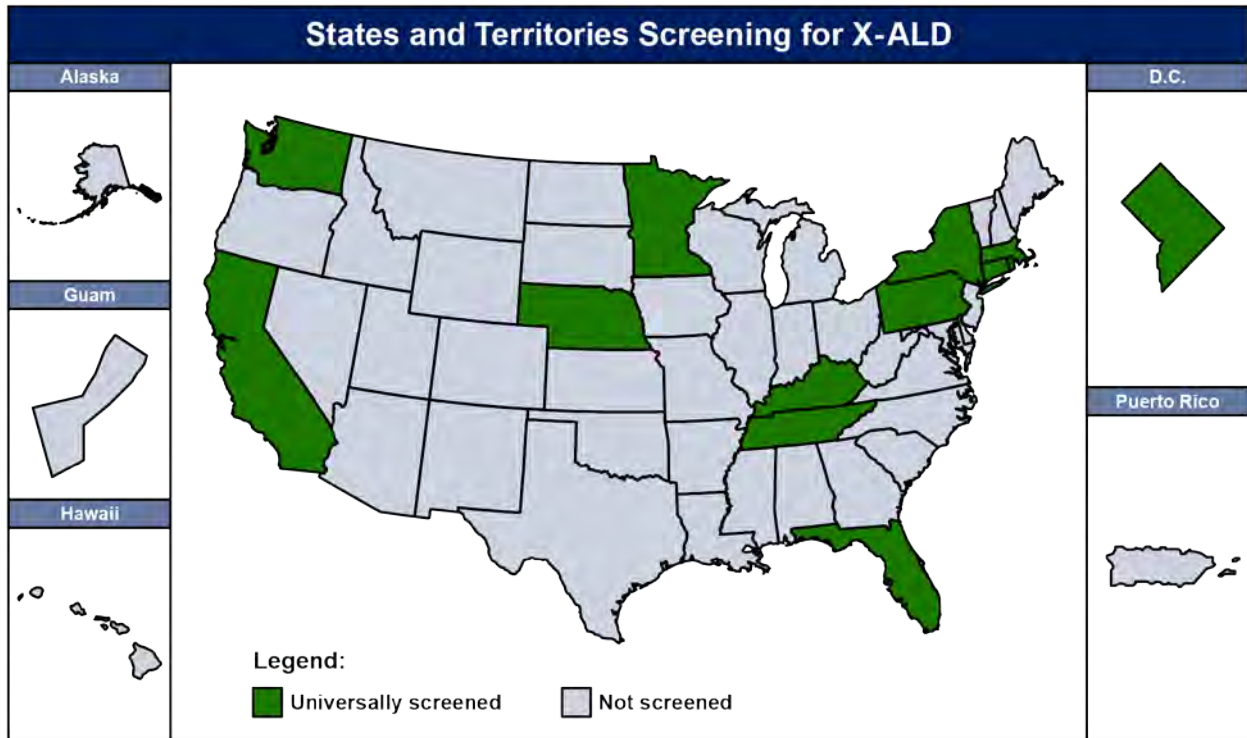 States and Territories Screening for X-ALD
Alaska
Guam
Hawaii
D.C.
Puerto Rico
Legend:
Universally screened
Not screened